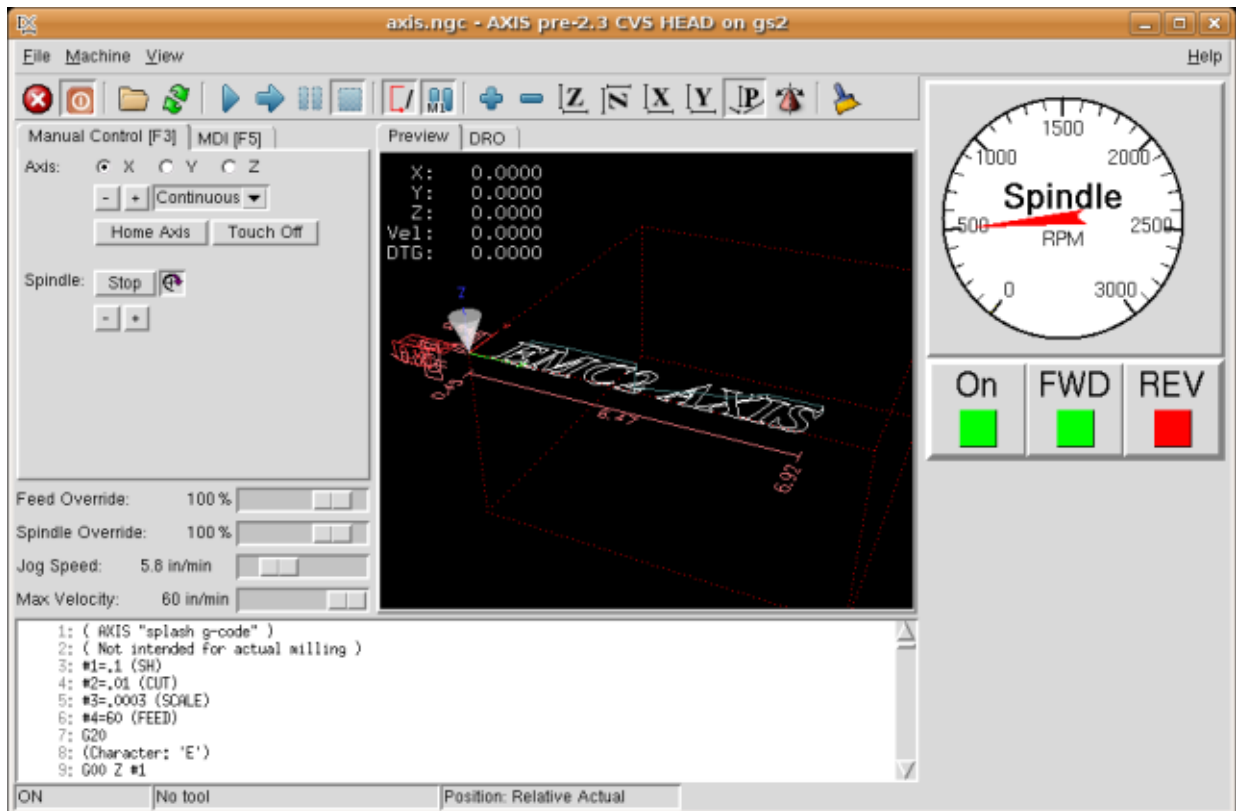 axis.ngc - AXIS pre-2.3 CVS HEAD on gs2
File Machine View Help
Z N X Y P
Manual Control [F3] MDI [F5]
Axis: X Y Z
- + Continuous
Home Axis Touch Off
Spindle: Stop
- +
Feed Override: 100 %
Spindle Override: 100 %
Jog Speed: 5.8 in/min
Max Velocity: 60 in/min
Preview DRO
X: 0.0000
Y: 0.0000
Z: 0.0000
Vel: 0.0000
DTG: 0.0000
Z
EMC2 AXIS
0.45
6.47
6.92
0 500 1000 1500 2000 2500 3000
Spindle
RPM
On FWD REV
1: ( AXIS "splash g-code" )
2: ( Not intended for actual milling )
3: #1=.1 (SH)
4: #2=.01 (CUT)
5: #3=.0003 (SCALE)
6: #4=60 (FEED)
7: G20
8: (Character: 'E')
9: G00 Z #1
ON No tool Position: Relative Actual